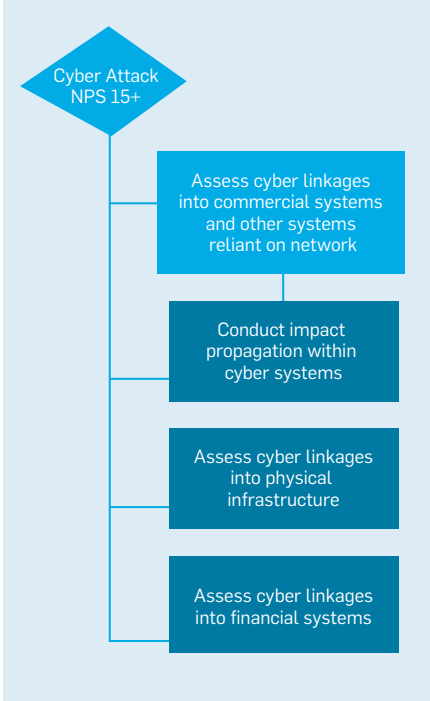 Cyber Attack
NPS 15+
Assess cyber linkages
into commercial systems
and other systems
reliant on network
Conduct impact
propagation within
cyber systems
Assess cyber linkages
into physical
infrastructure
Assess cyber linkages
into financial systems